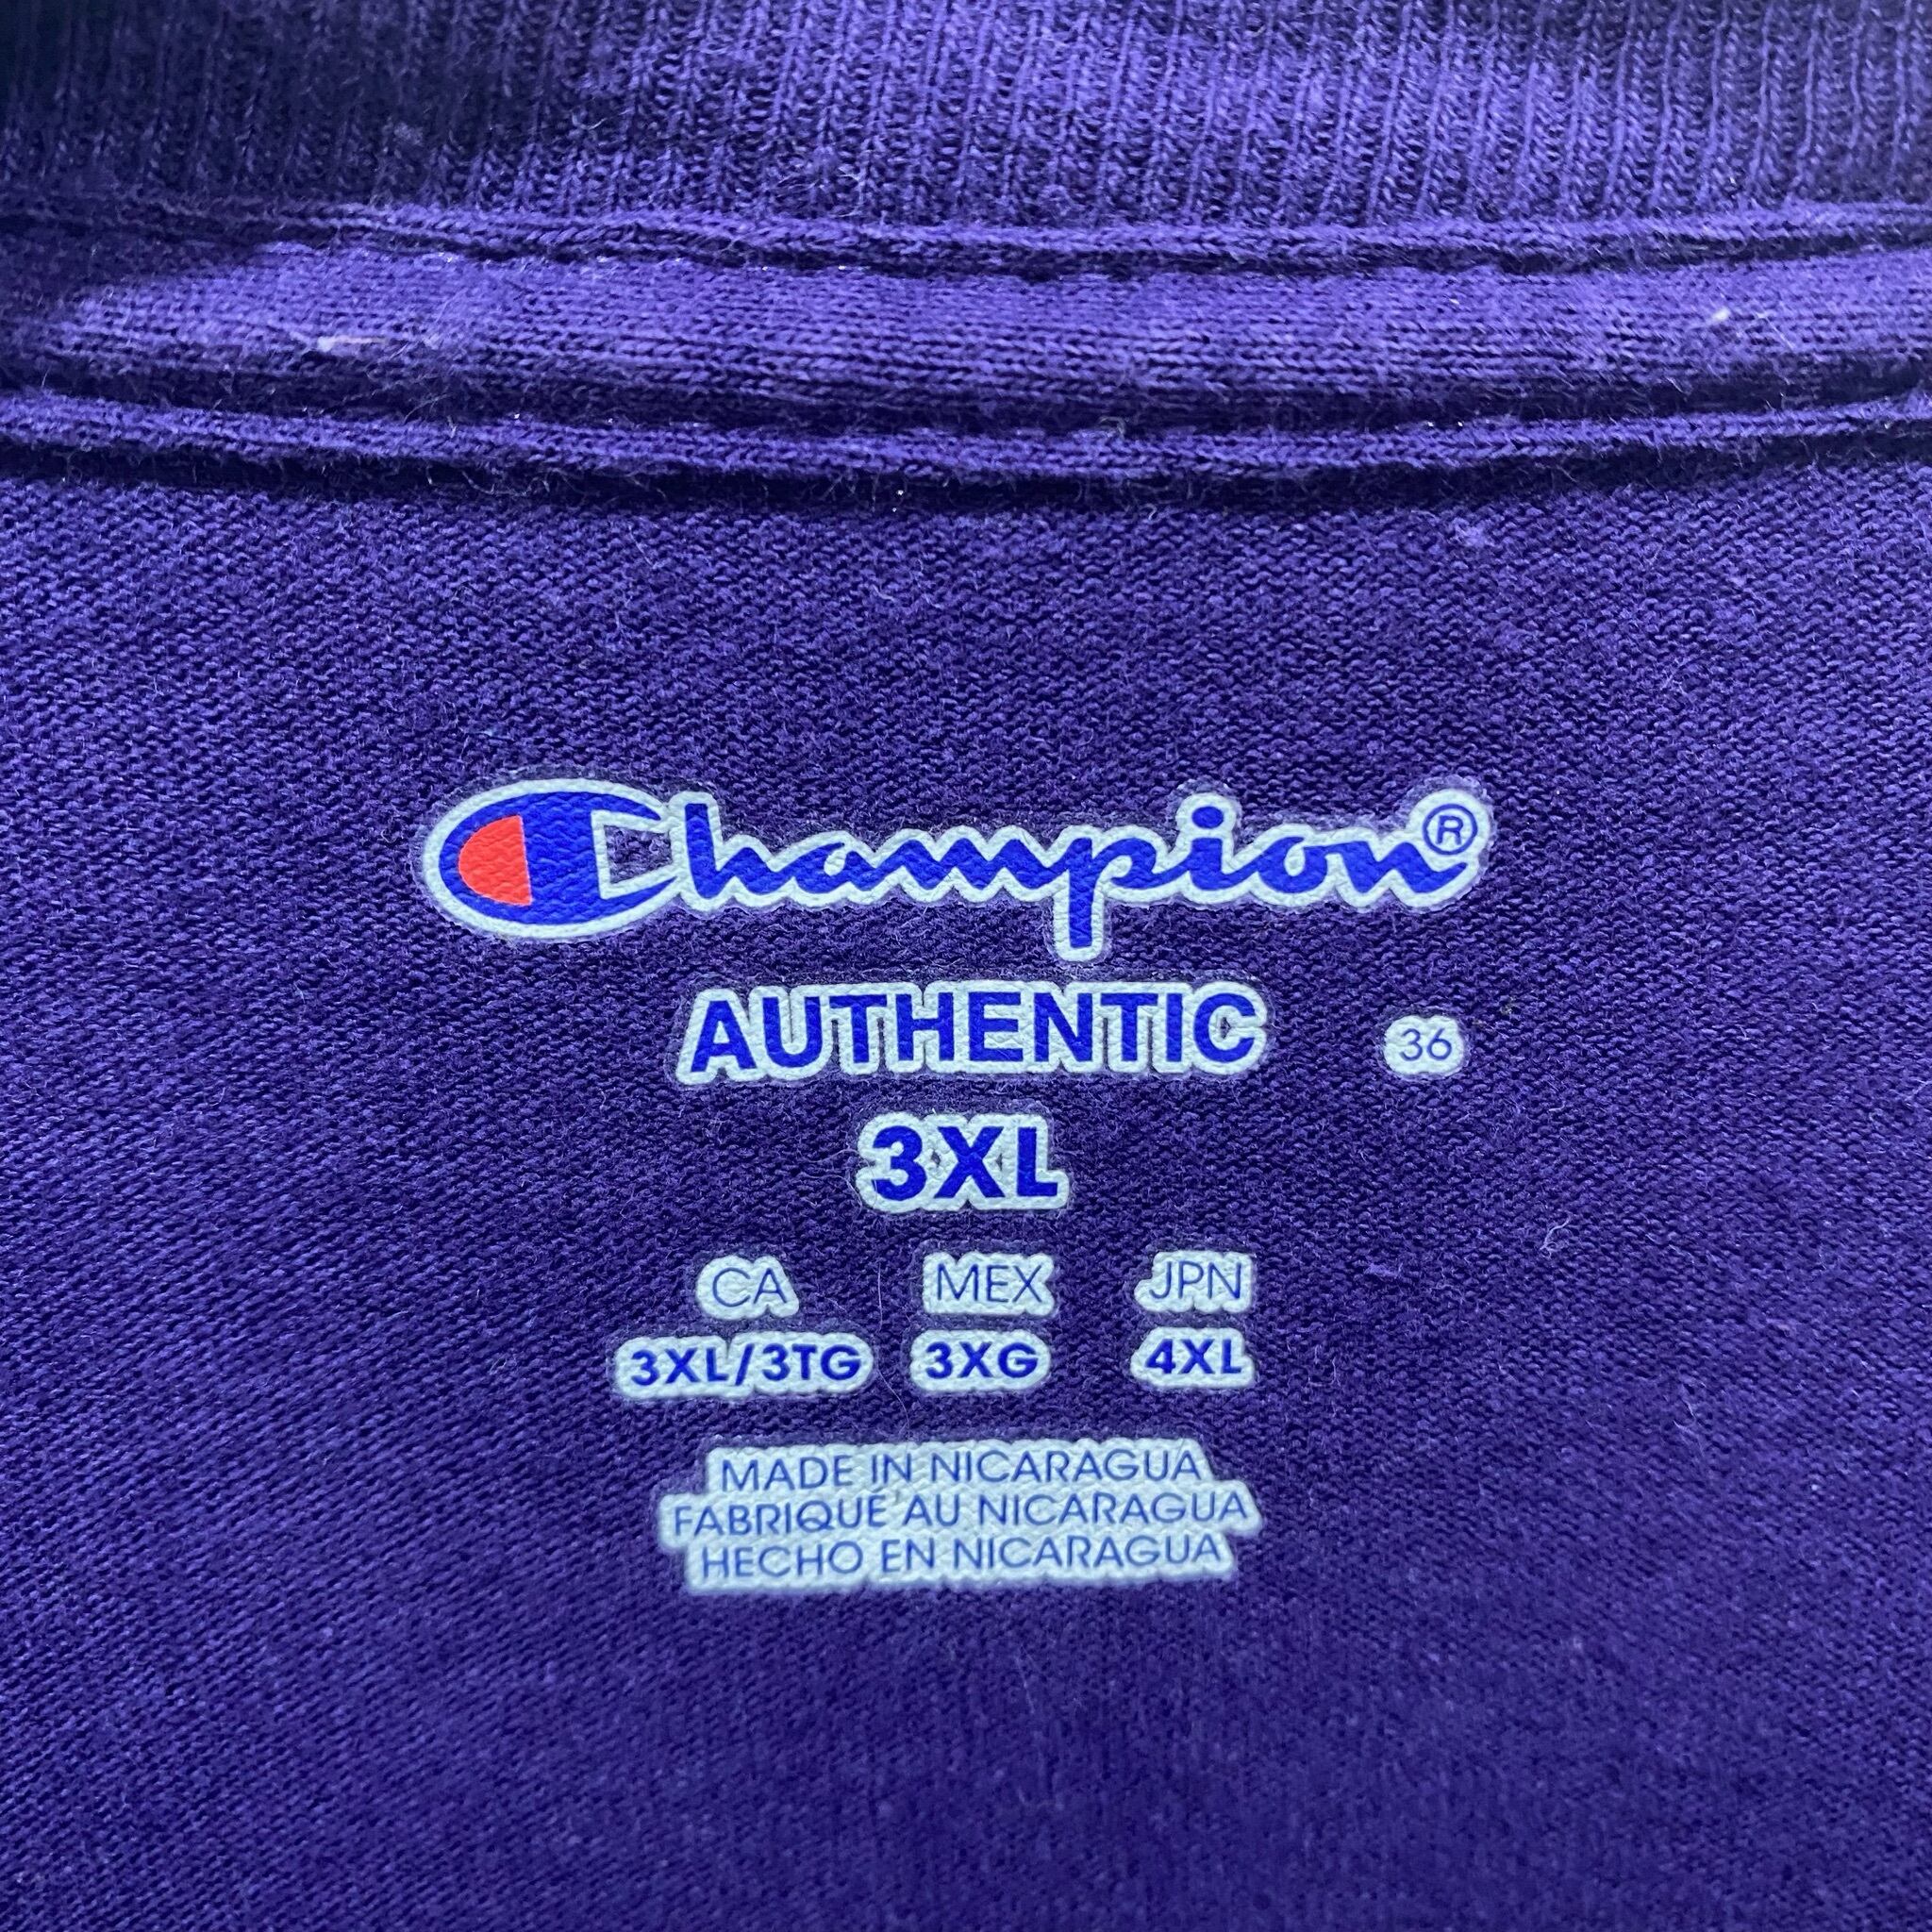 Champion®
AUTHENTIC 36
3XL
CA MEX JPN
3XL/3TG 3XG 4XL
MADE IN NICARAGUA
FABRIQUÉ AU NICARAGUA
HECHO EN NICARAGUA